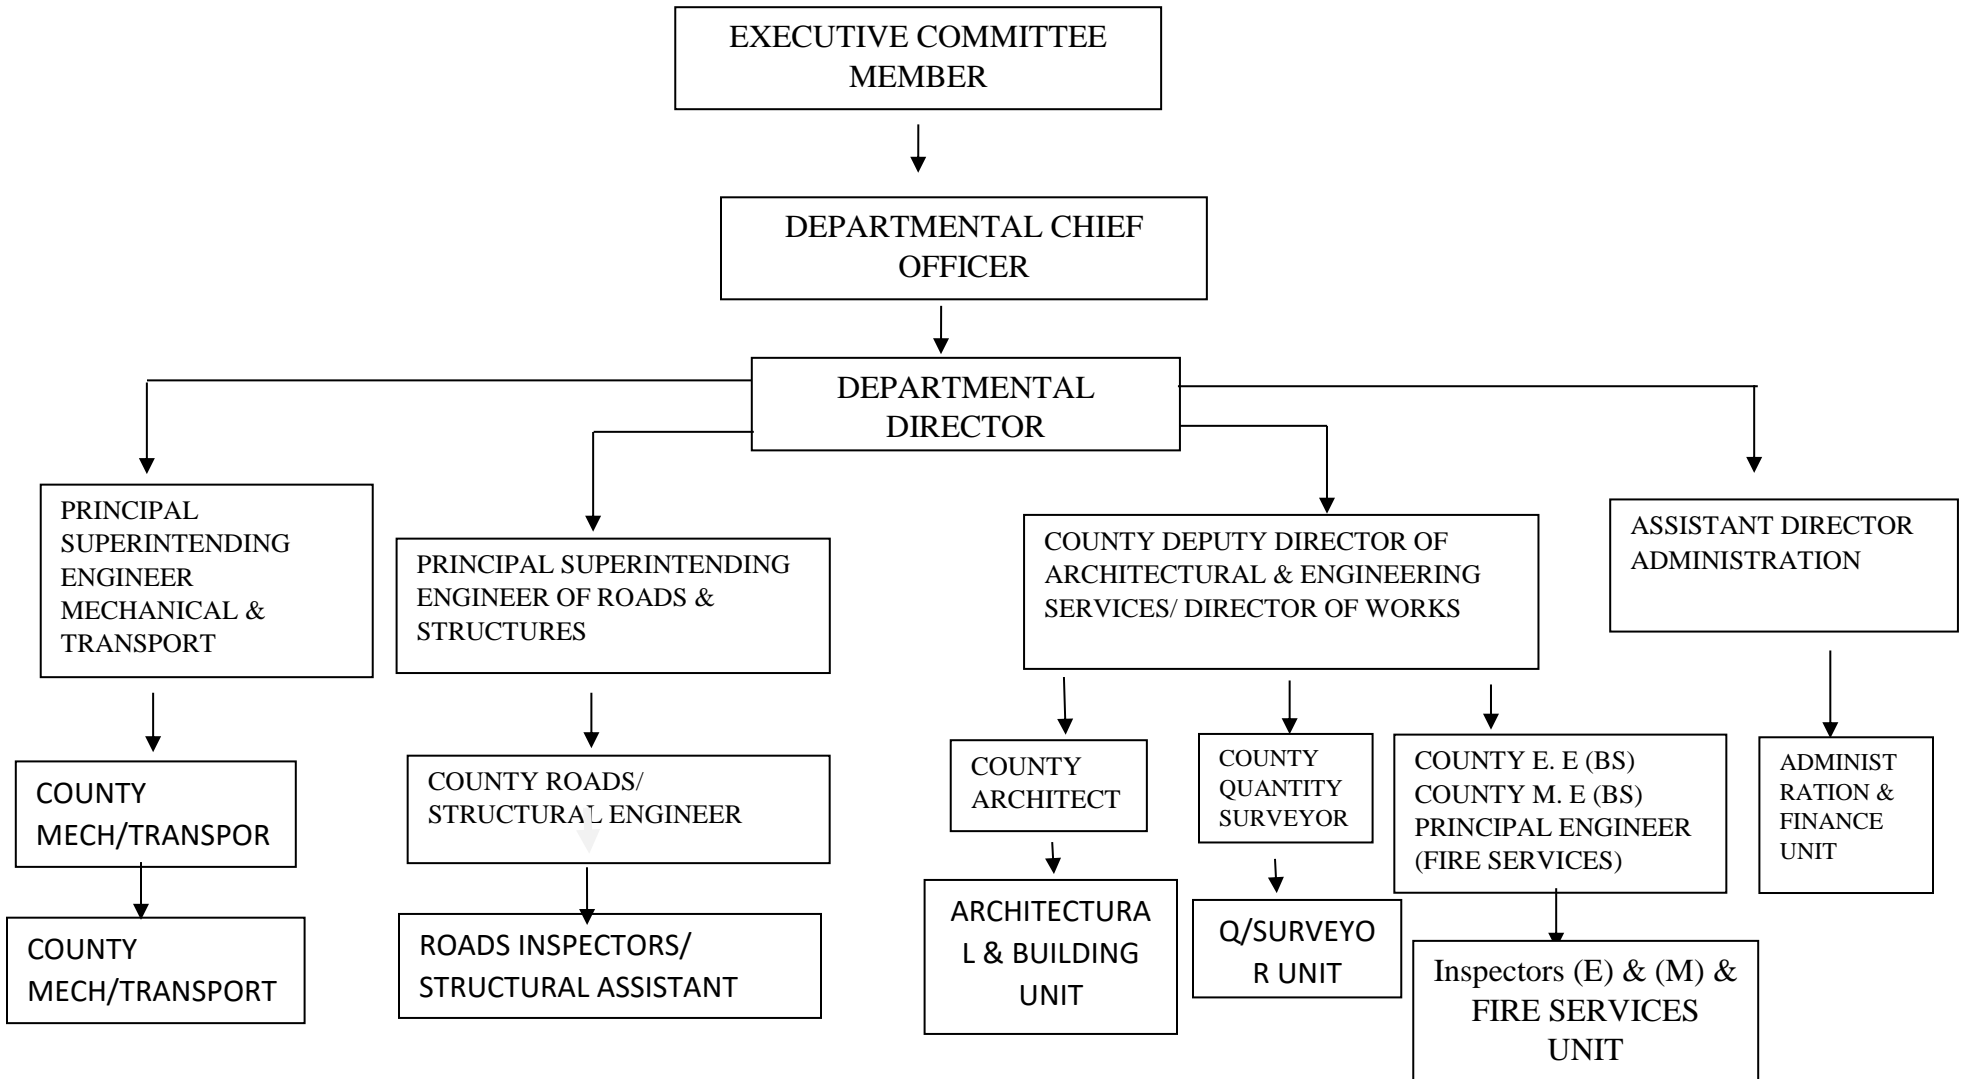 EXECUTIVE COMMITTEE
MEMBER
DEPARTMENTAL CHIEF
OFFICER
DEPARTMENTAL
DIRECTOR
PRINCIPAL
SUPERINTENDING
ENGINEER
MECHANICAL &
TRANSPORT
PRINCIPAL SUPERINTENDING
ENGINEER OF ROADS &
STRUCTURES
COUNTY DEPUTY DIRECTOR OF
ARCHITECTURAL & ENGINEERING
SERVICES/ DIRECTOR OF WORKS
ASSISTANT DIRECTOR
ADMINISTRATION
COUNTY
MECH/TRANSPOR
COUNTY ROADS/
STRUCTURAL ENGINEER
COUNTY
ARCHITECT
COUNTY
QUANTITY
SURVEYOR
COUNTY E. E (BS)
COUNTY M. E (BS)
PRINCIPAL ENGINEER
(FIRE SERVICES)
ADMINIST
RATION &
FINANCE
UNIT
COUNTY
MECH/TRANSPORT
ROADS INSPECTORS/
STRUCTURAL ASSISTANT
ARCHITECTURA
L & BUILDING
UNIT
Q/SURVEYO
R UNIT
Inspectors (E) & (M) &
FIRE SERVICES
UNIT